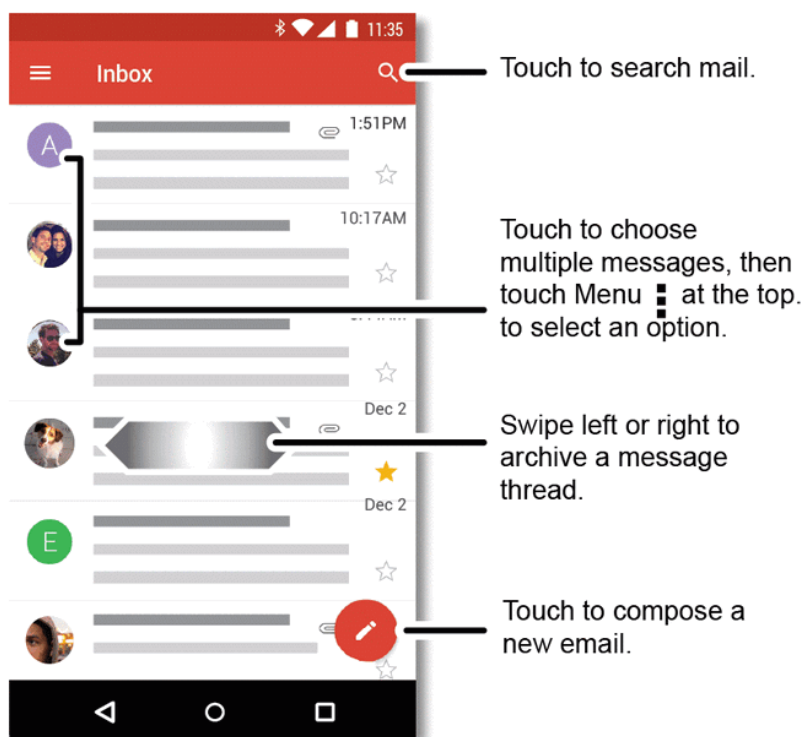 11:35
Inbox
Touch to search mail.
A
1:51PM
10:17AM
Touch to choose
multiple messages, then
touch Menu at the top.
to select an option.
Dec 2
Swipe left or right to
archive a message
thread.
Dec 2
E
Touch to compose a
new email.